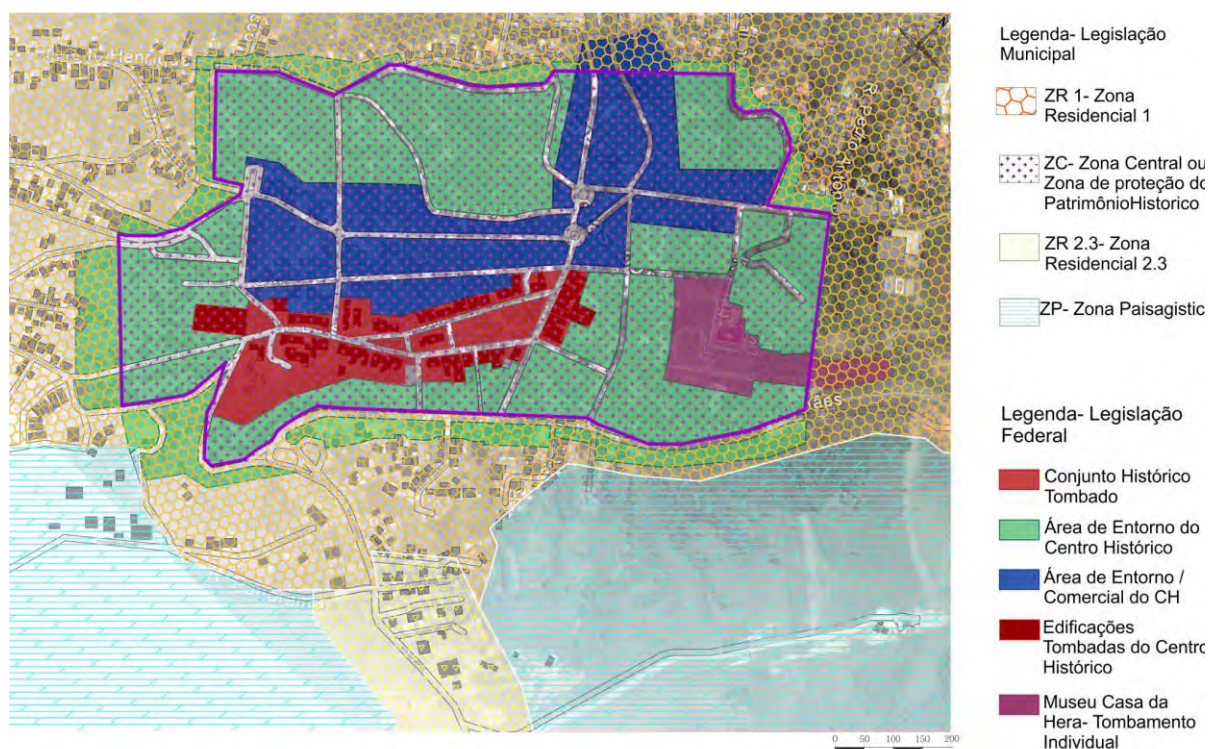 Henri
R. Pedro
N
0 50 100 150 200
Legenda- Legislação
Municipal
ZR 1- Zona
Residencial 1
ZC- Zona Central ou
Zona de proteção do
PatrimônioHistorico
ZR 2.3- Zona
Residencial 2.3
ZP- Zona Paisagistic
Legenda- Legislação
Federal
Conjunto Histórico
Tombado
Área de Entorno do
Centro Histórico
Área de Entorno /
Comercial do CH
Edificações
Tombadas do Centro
Histórico
Museu Casa da
Hera- Tombamento
Individual